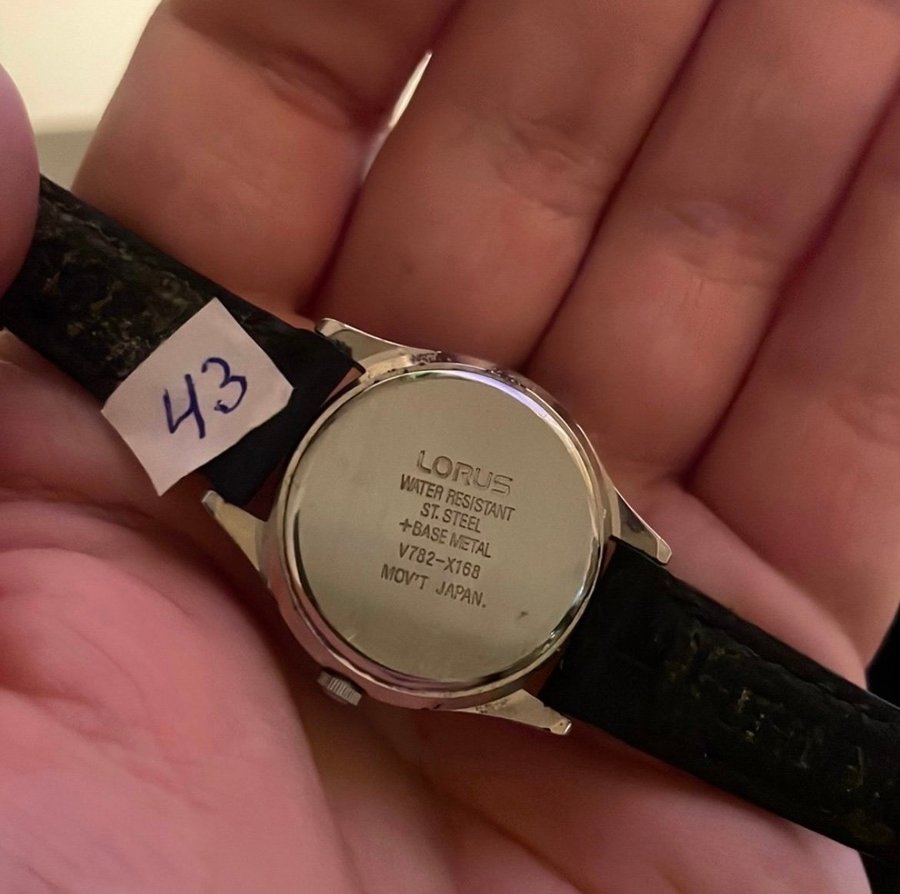 43
LORUS
WATER RESISTANT
ST. STEEL
+BASE METAL
V782-X168
MOV'T JAPAN.